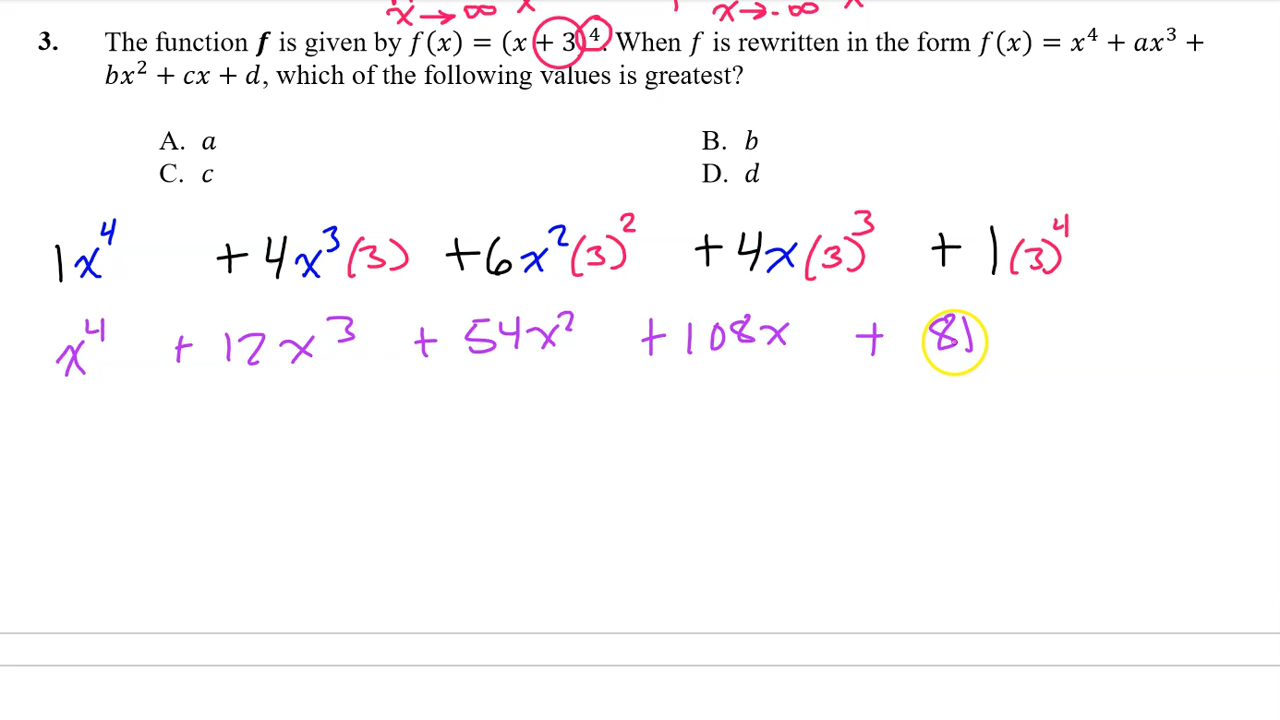 x→∞ x x→-∞ x
3. The function f is given by f(x) = (x + 3)⁴. When f is rewritten in the form f(x) = x⁴ + ax³ +
bx² + cx + d, which of the following values is greatest?
A. a B. b
C. c D. d
1x⁴ + 4x³(3) + 6x²(3)² + 4x(3)³ + 1(3)⁴
x⁴ + 12x³ + 54x² + 108x + 81